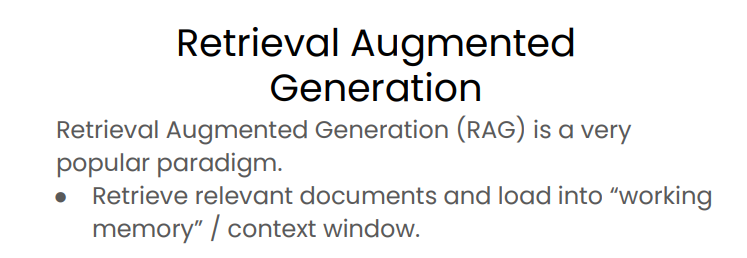 Retrieval Augmented
Generation
Retrieval Augmented Generation (RAG) is a very
popular paradigm.
● Retrieve relevant documents and load into “working
memory” / context window.